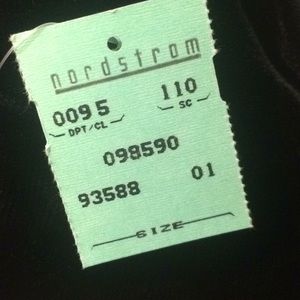 nordstrom
0095 110
DPT/CL SC
098590
93588 01
SIZE